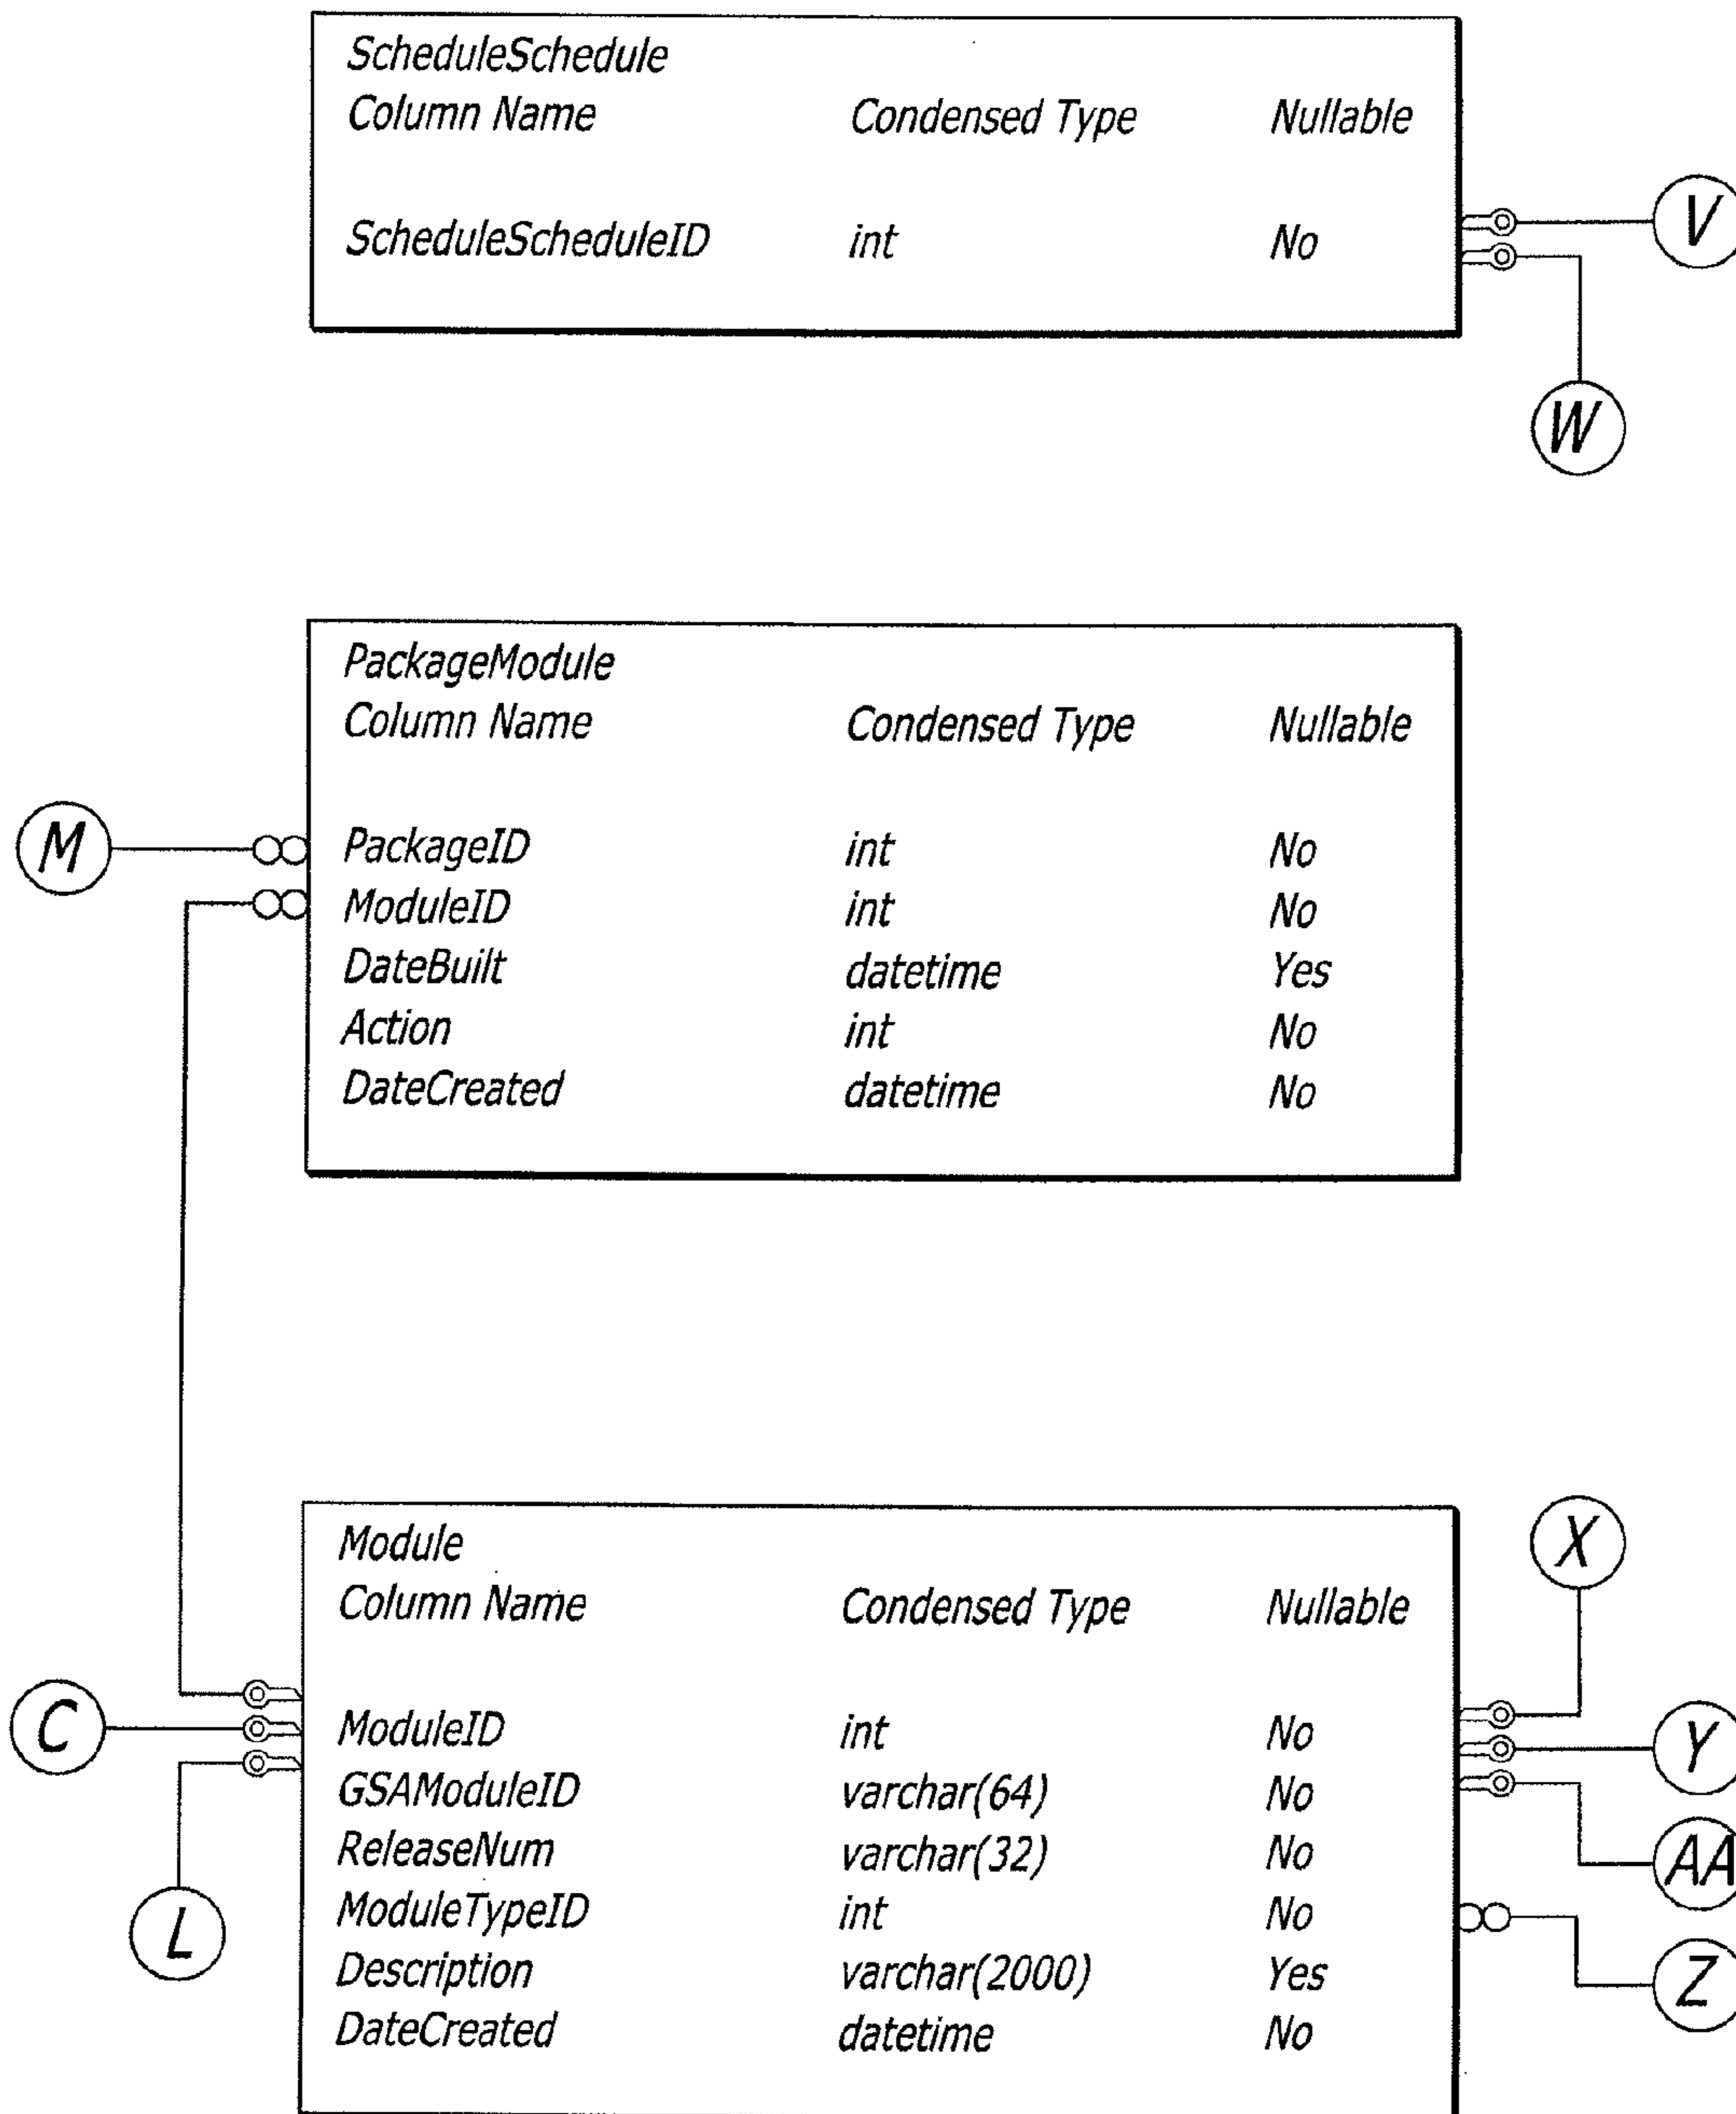 ScheduleSchedule
Column Name Condensed Type Nullable
ScheduleScheduleID int No
V
W
PackageModule
Column Name Condensed Type Nullable
M
PackageID int No
ModuleID int No
DateBuilt datetime Yes
Action int No
DateCreated datetime No
Module
X
Column Name Condensed Type Nullable
C
ModuleID int No
Y
GSAModuleID varchar(64) No
ReleaseNum varchar(32) No
AA
ModuleTypeID int No
L
Description varchar(2000) Yes
Z
DateCreated datetime No